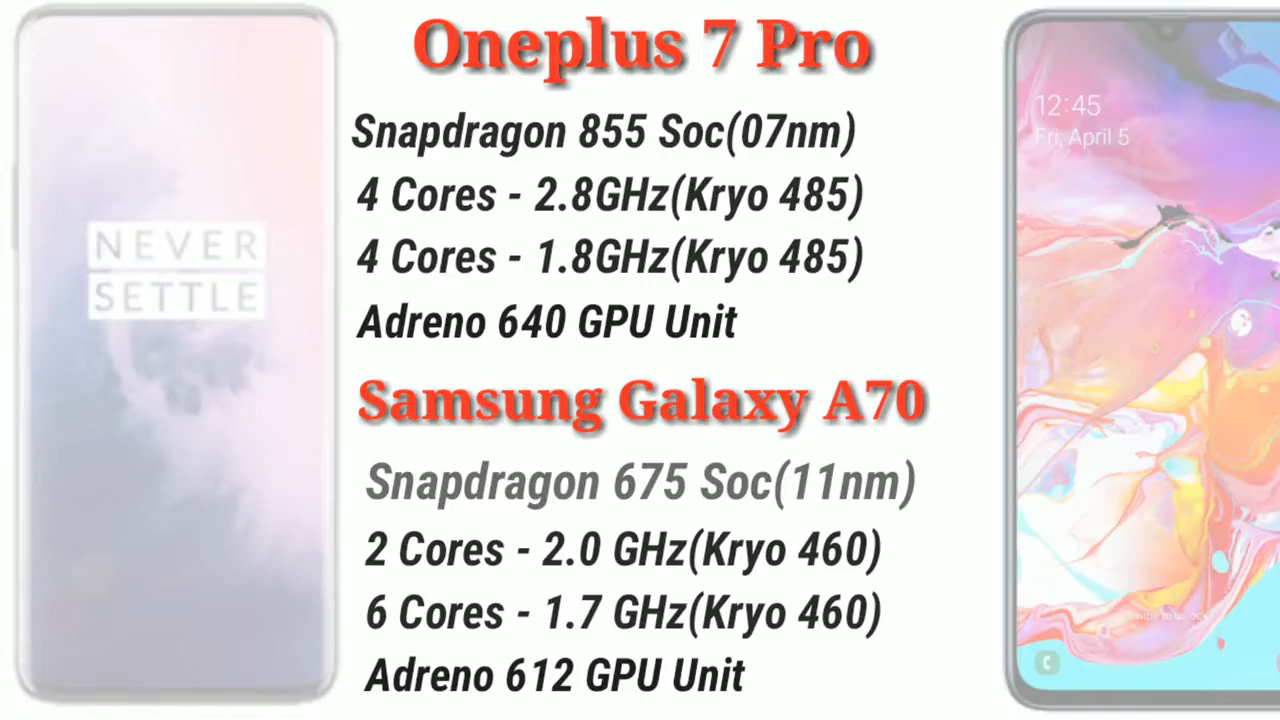 Oneplus 7 Pro
Snapdragon 855 Soc(07nm)
4 Cores - 2.8GHz(Kryo 485)
4 Cores - 1.8GHz(Kryo 485)
Adreno 640 GPU Unit
NEVER
SETTLE
Samsung Galaxy A70
Snapdragon 675 Soc(11nm)
2 Cores - 2.0 GHz(Kryo 460)
6 Cores - 1.7 GHz(Kryo 460)
Adreno 612 GPU Unit
12:45
Fri, April 5